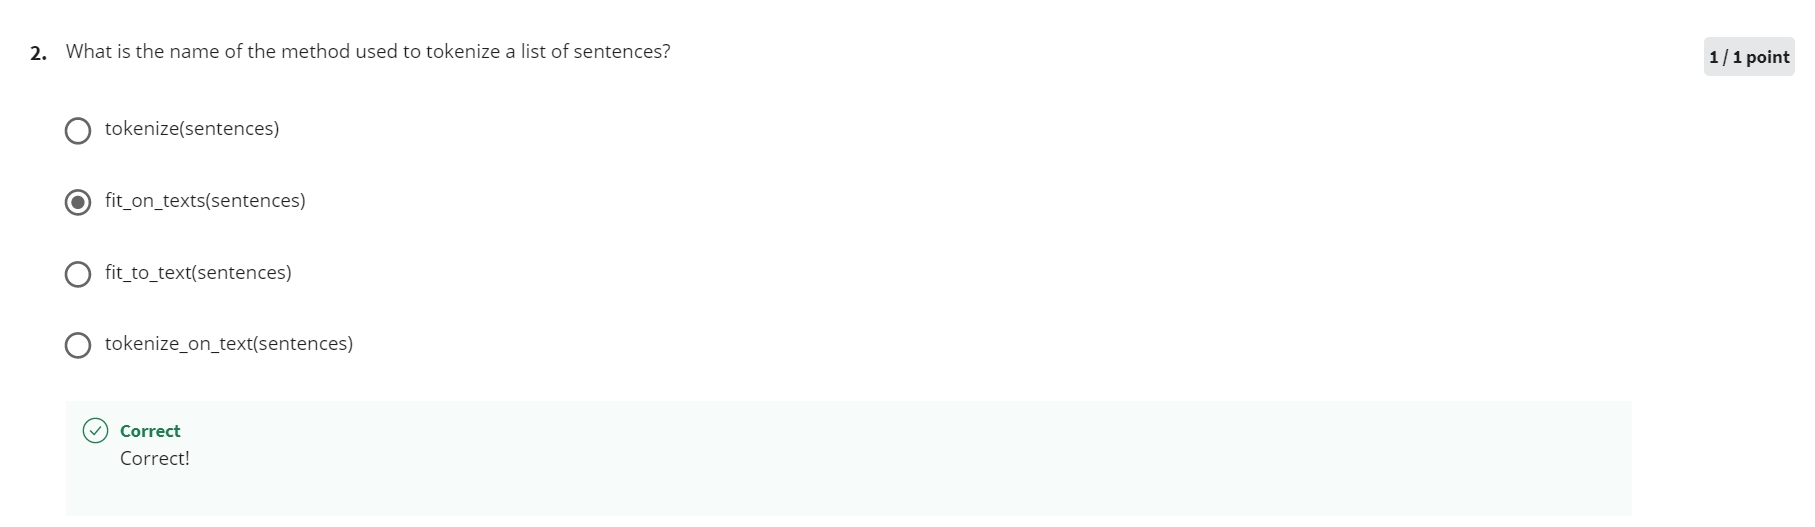 2. What is the name of the method used to tokenize a list of sentences?
1 / 1 point
tokenize(sentences)
fit_on_texts(sentences)
fit_to_text(sentences)
tokenize_on_text(sentences)
Correct
Correct!